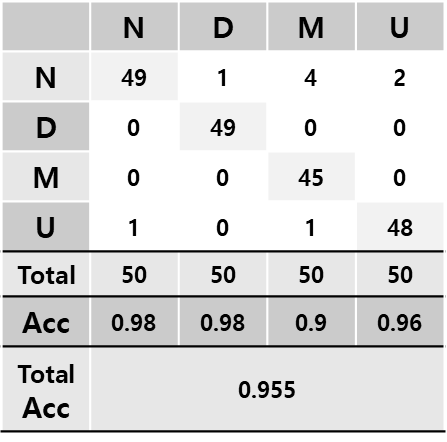 N D M U
N 49 1 4 2
D 0 49 0 0
M 0 0 45 0
U 1 0 1 48
Total 50 50 50 50
Acc 0.98 0.98 0.9 0.96
Total Acc 0.955